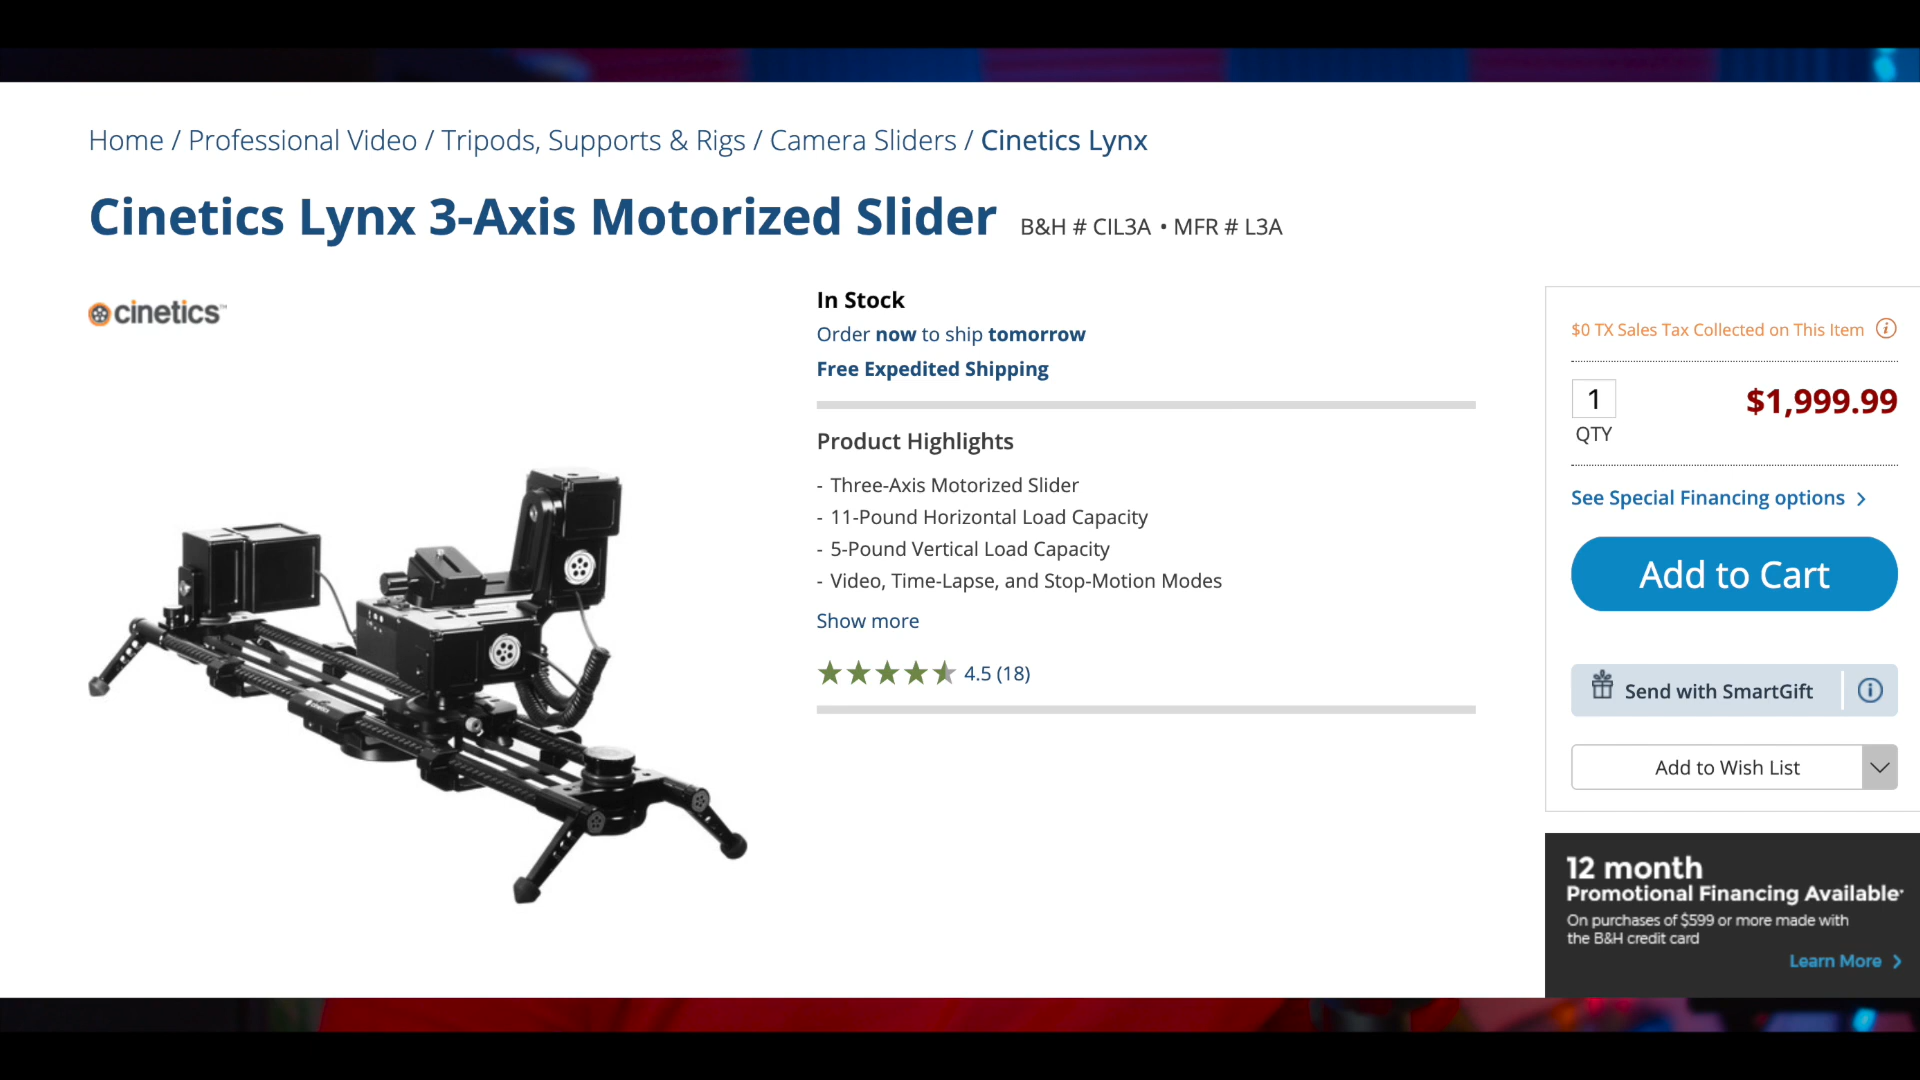 Home / Professional Video / Tripods, Supports & Rigs / Camera Sliders / Cinetics Lynx
Cinetics Lynx 3-Axis Motorized Slider B&H # CIL3A • MFR # L3A
cinetics™
In Stock
Order now to ship tomorrow
Free Expedited Shipping
Product Highlights
- Three-Axis Motorized Slider
- 11-Pound Horizontal Load Capacity
- 5-Pound Vertical Load Capacity
- Video, Time-Lapse, and Stop-Motion Modes
Show more
4.5 (18)
$0 TX Sales Tax Collected on This Item
1
$1,999.99
QTY
See Special Financing options
Add to Cart
Send with SmartGift
Add to Wish List
12 month
Promotional Financing Available*
On purchases of $599 or more made with
the B&H credit card
Learn More